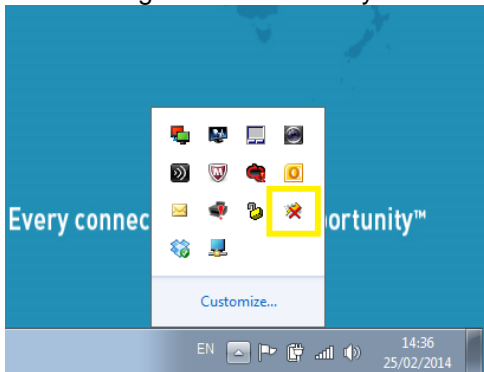 Every connec
ortunity™
Customize...
EN
14:36
25/02/2014